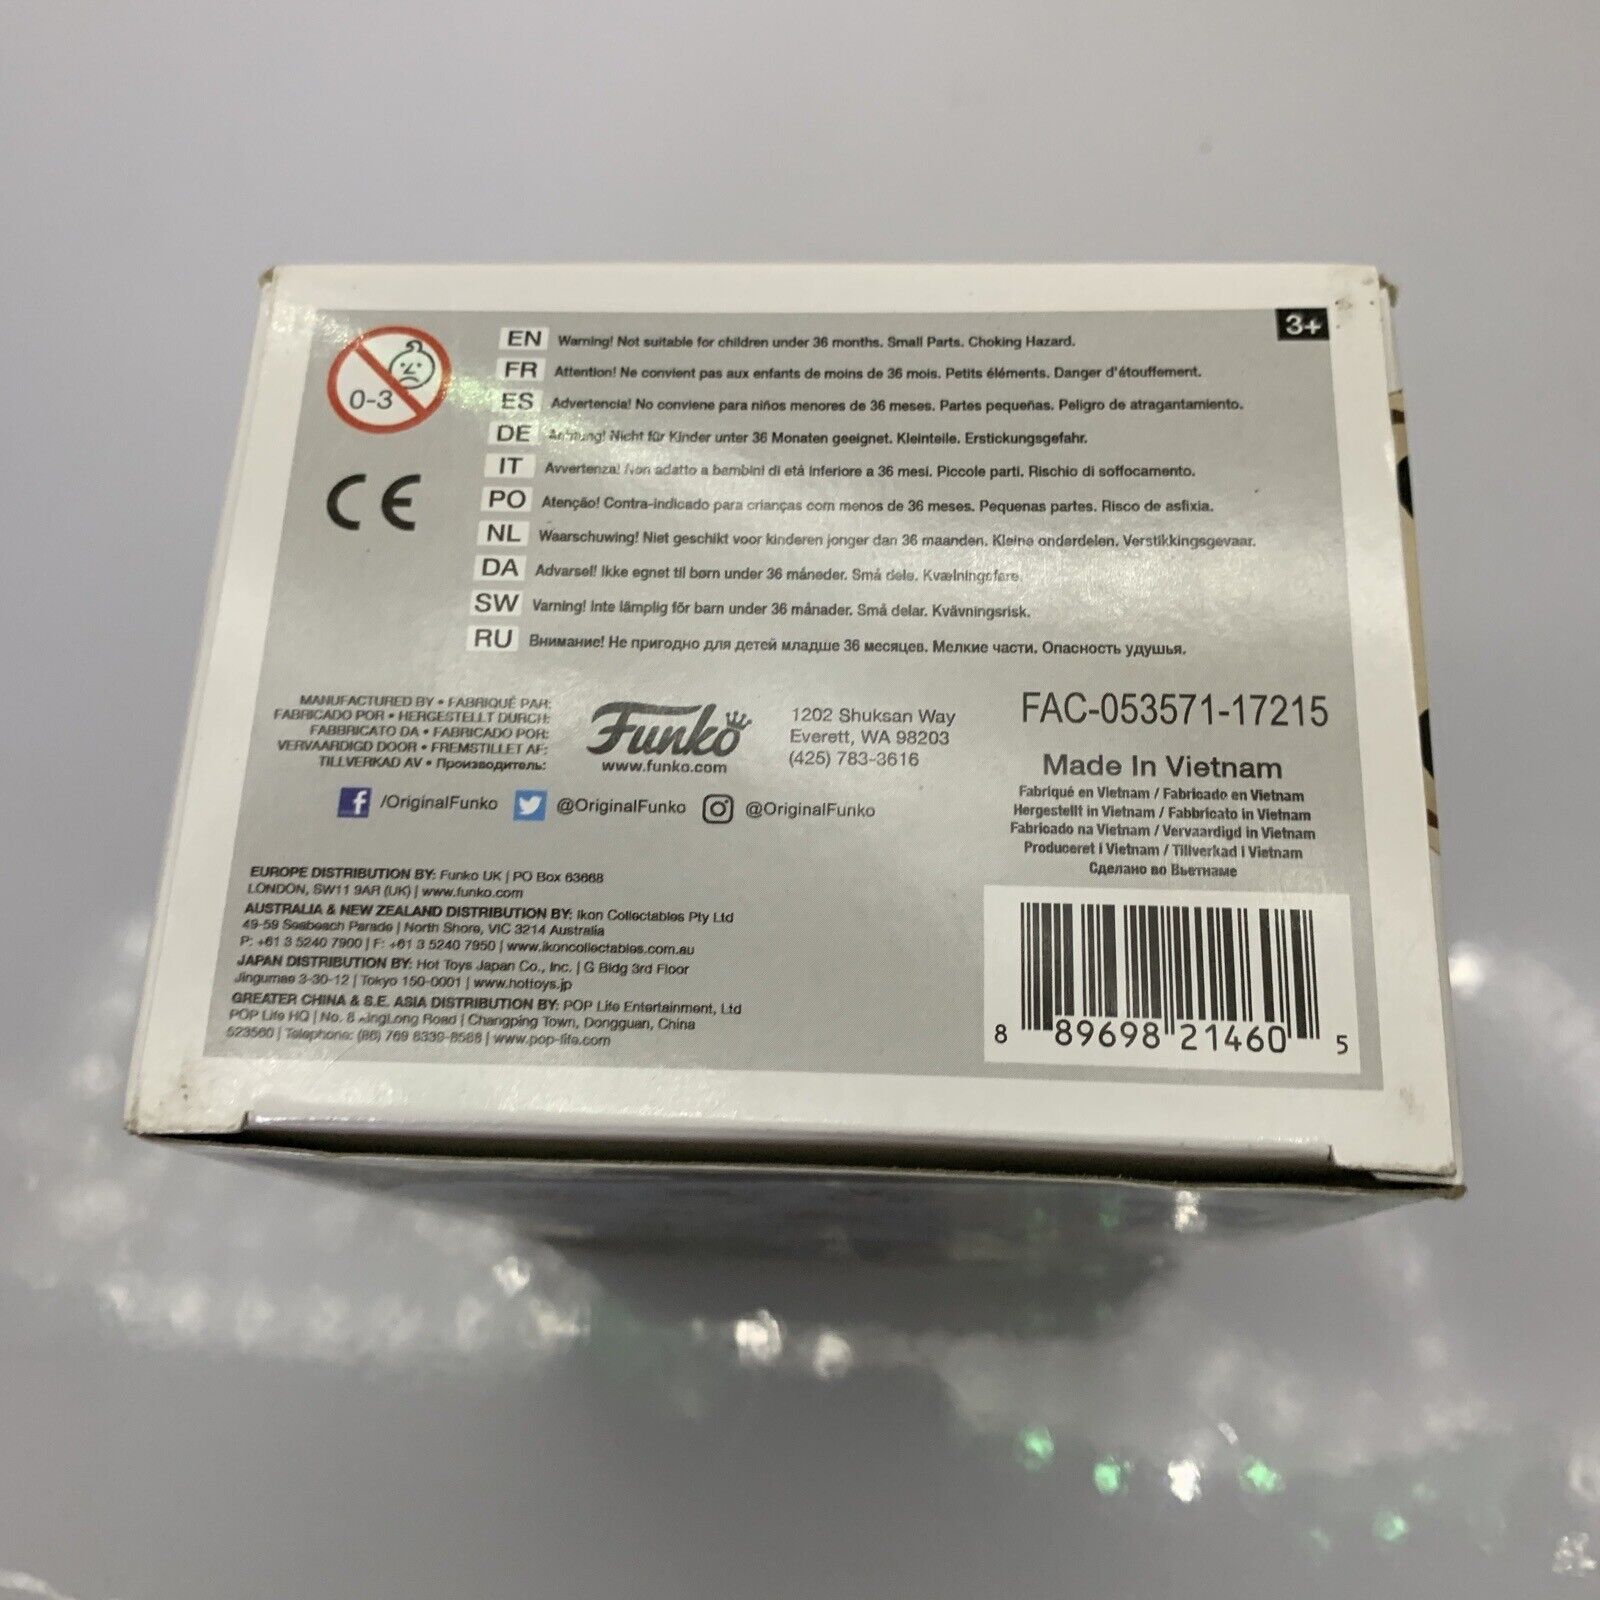 3+
0-3
EN Warning! Not suitable for children under 36 months. Small Parts. Choking Hazard.
FR Attention! Ne convient pas aux enfants de moins de 36 mois. Petits éléments. Danger d'étouffement.
ES Advertencia! No conviene para niños menores de 36 meses. Partes pequeñas. Peligro de atragantamiento.
DE Achtung! Nicht für Kinder unter 36 Monaten geeignet. Kleinteile. Erstickungsgefahr.
IT Avvertenza! Non adatto a bambini di età inferiore a 36 mesi. Piccole parti. Rischio di soffocamento.
PO Atenção! Contra-indicado para crianças com menos de 36 meses. Pequenas partes. Risco de asfixia.
NL Waarschuwing! Niet geschikt voor kinderen jonger dan 36 maanden. Kleine onderdelen. Verstikkingsgevaar.
DA Advarsel! Ikke egnet til børn under 36 måneder. Små dele. Kvælningsfare.
SW Varning! Inte lämplig för barn under 36 månader. Små delar. Kvävningsrisk.
RU Внимание! Не пригодно для детей младше 36 месяцев. Мелкие части. Опасность удушья.
CE
MANUFACTURED BY • FABRIQUÉ PAR:
FABRICADO POR • HERGESTELLT DURCH:
FABBRICATO DA • FABRICADO POR:
VERVAARDIGD DOOR • FREMSTILLET AF:
TILLVERKAD AV • Производитель:
Funko
www.funko.com
1202 Shuksan Way
Everett, WA 98203
(425) 783-3616
/OriginalFunko @OriginalFunko @OriginalFunko
FAC-053571-17215
Made In Vietnam
Fabriqué en Vietnam / Fabricado en Vietnam
Hergestellt in Vietnam / Fabbricato in Vietnam
Fabricado na Vietnam / Vervaardigd in Vietnam
Produceret i Vietnam / Tillverkad i Vietnam
Сделано во Вьетнаме
EUROPE DISTRIBUTION BY: Funko UK | PO Box 63668
LONDON, SW11 9AR (UK) | www.funko.com
AUSTRALIA & NEW ZEALAND DISTRIBUTION BY: Ikon Collectables Pty Ltd
49-59 Seabeach Parade | North Shore, VIC 3214 Australia
P: +61 3 5240 7900 | F: +61 3 5240 7950 | www.ikoncollectables.com.au
JAPAN DISTRIBUTION BY: Hot Toys Japan Co., Inc. | G Bldg 3rd Floor
Jingumae 3-30-12 | Tokyo 150-0001 | www.hottoys.jp
GREATER CHINA & S.E. ASIA DISTRIBUTION BY: POP Life Entertainment, Ltd
POP Life HQ | No. 8 Road | Changping Town, Dongguan, China
523560 | Telephone: (86) 769 8339-8588 | www.pop-life.com
8 89698 21460 5